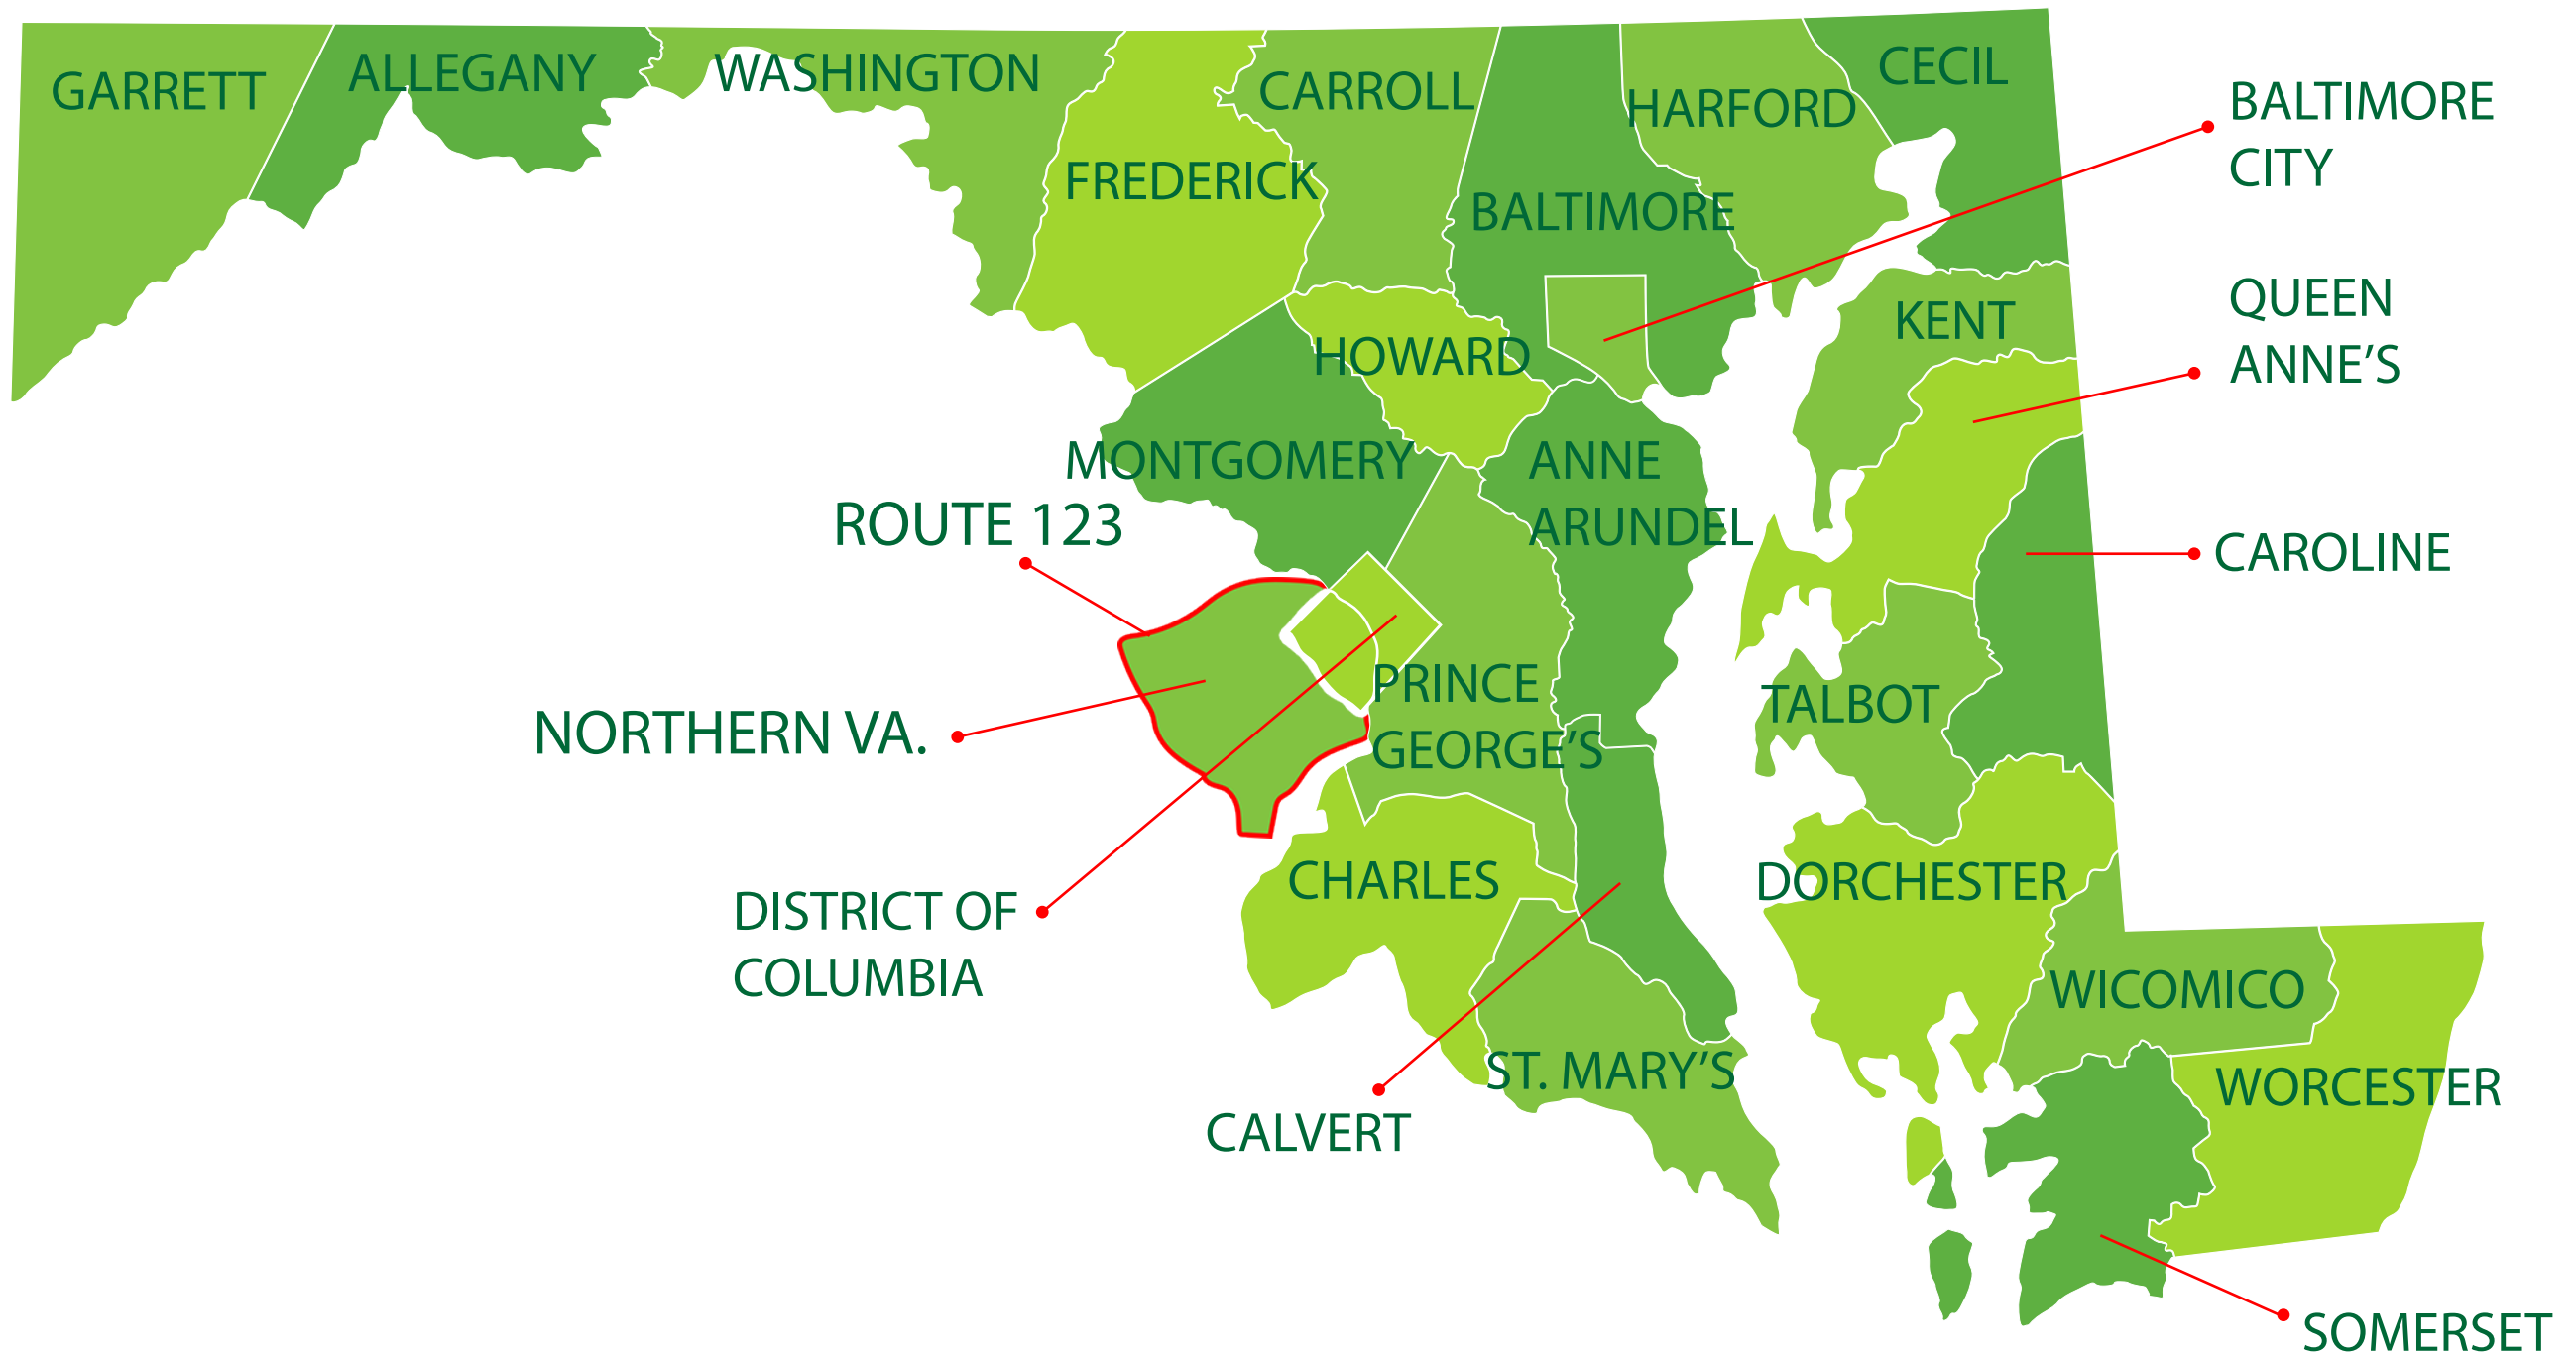 GARRETT
ALLEGANY
WASHINGTON
FREDERICK
CARROLL
BALTIMORE
HARFORD
CECIL
BALTIMORE
CITY
QUEEN
ANNE’S
KENT
HOWARD
MONTGOMERY
ANNE
ARUNDEL
ROUTE 123
CAROLINE
NORTHERN VA.
PRINCE
GEORGE’S
TALBOT
DISTRICT OF
COLUMBIA
CHARLES
DORCHESTER
WICOMICO
ST. MARY’S
WORCESTER
CALVERT
SOMERSET